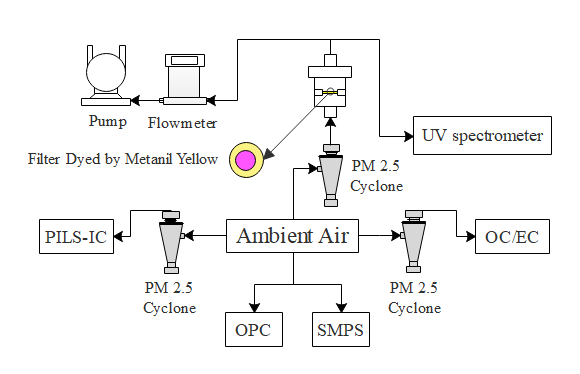 Pump
Flowmeter
UV spectrometer
Filter Dyed by Metanil Yellow
PM 2.5
Cyclone
PILS-IC
Ambient Air
OC/EC
PM 2.5
Cyclone
PM 2.5
Cyclone
OPC
SMPS